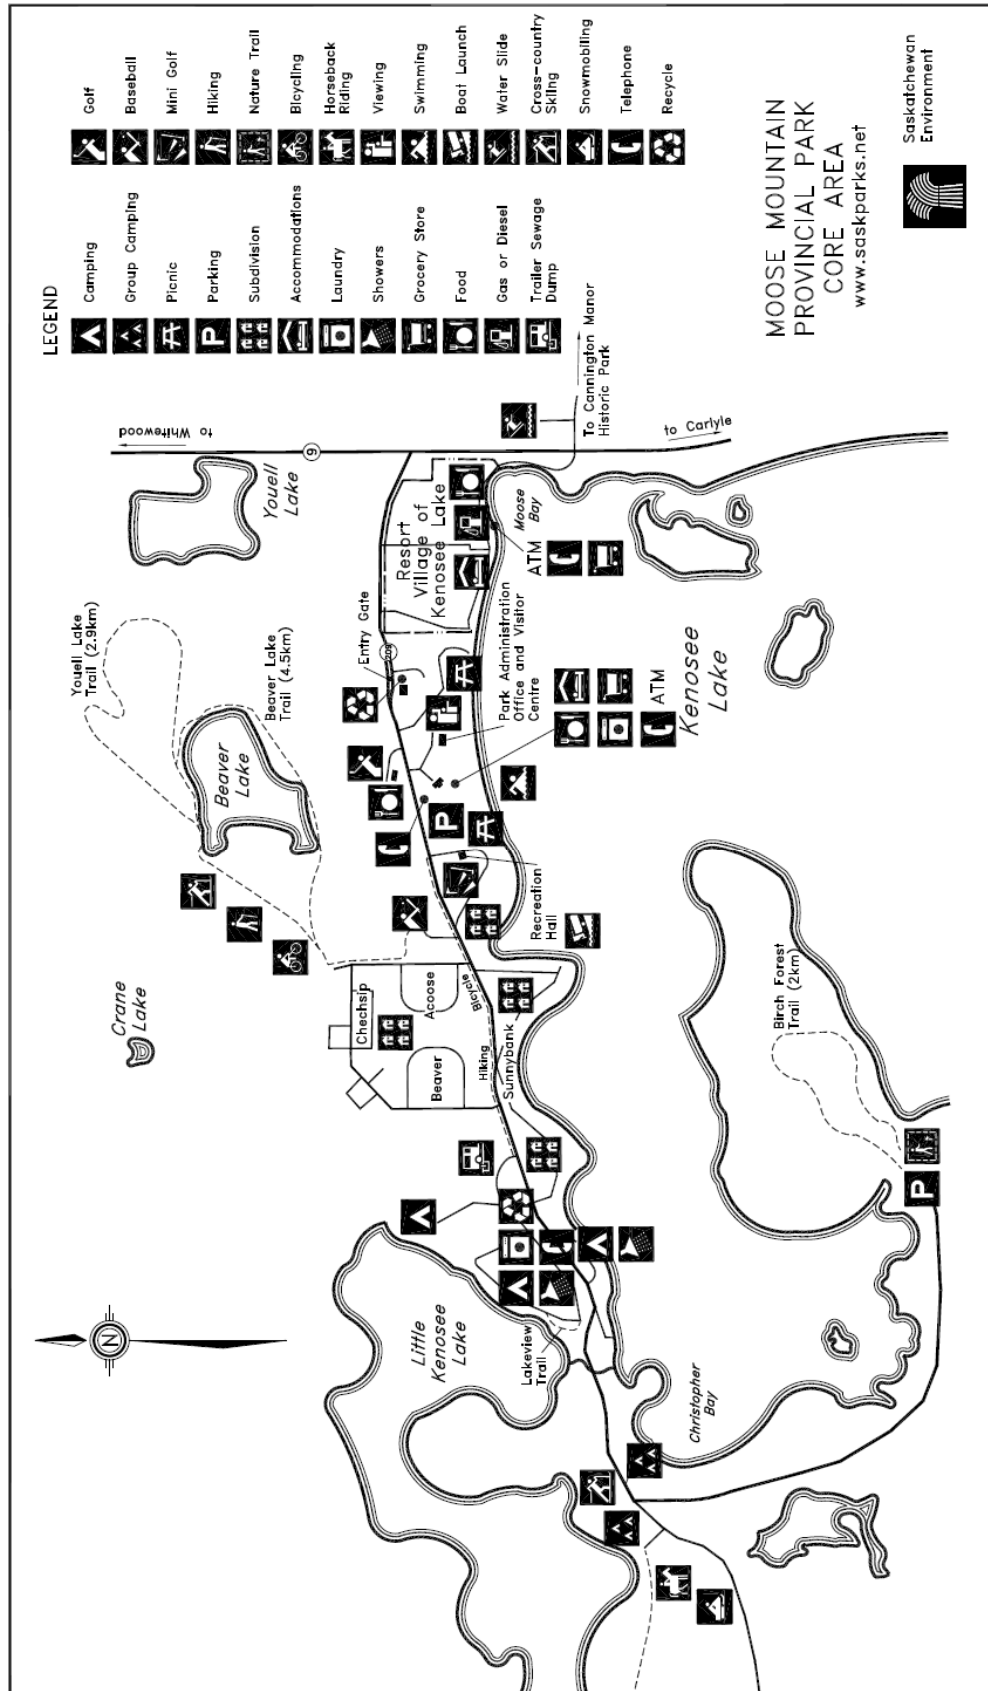 LEGEND
Camping
Group Camping
Picnic
Parking
Subdivision
Accommodations
Laundry
Showers
Grocery Store
Food
Gas or Diesel
Trailer Sewage
Dump
Golf
Baseball
Mini Golf
Hiking
Nature Trail
Bicycling
Horseback
Riding
Viewing
Swimming
Boat Launch
Water Slide
Cross-country
Skiing
Snowmobiling
Telephone
Recycle
MOOSE MOUNTAIN
PROVINCIAL PARK
CORE AREA
www.saskparks.net
Saskatchewan
Environment
to Whitewood
9
Youell
Lake
to Carlyle
To Cannington Manor
Historic Park
Resort
Village of
Kenosee Lake
Moose
Bay
ATM
Entry Gate
209
Park Administration
Office and Visitor
Centre
P
ATM
Kenosee
Lake
Youell Lake
Trail (2.9km)
Beaver Lake
Trail (4.5km)
Beaver
Lake
Recreation
Hall
Crane
Lake
Chechsip
Acoose
Beaver
Bicycle
Hiking
Sunnybank
Birch Forest
Trail (2km)
P
N
Little
Kenosee
Lake
Lakeview
Trail
Christopher
Bay
P